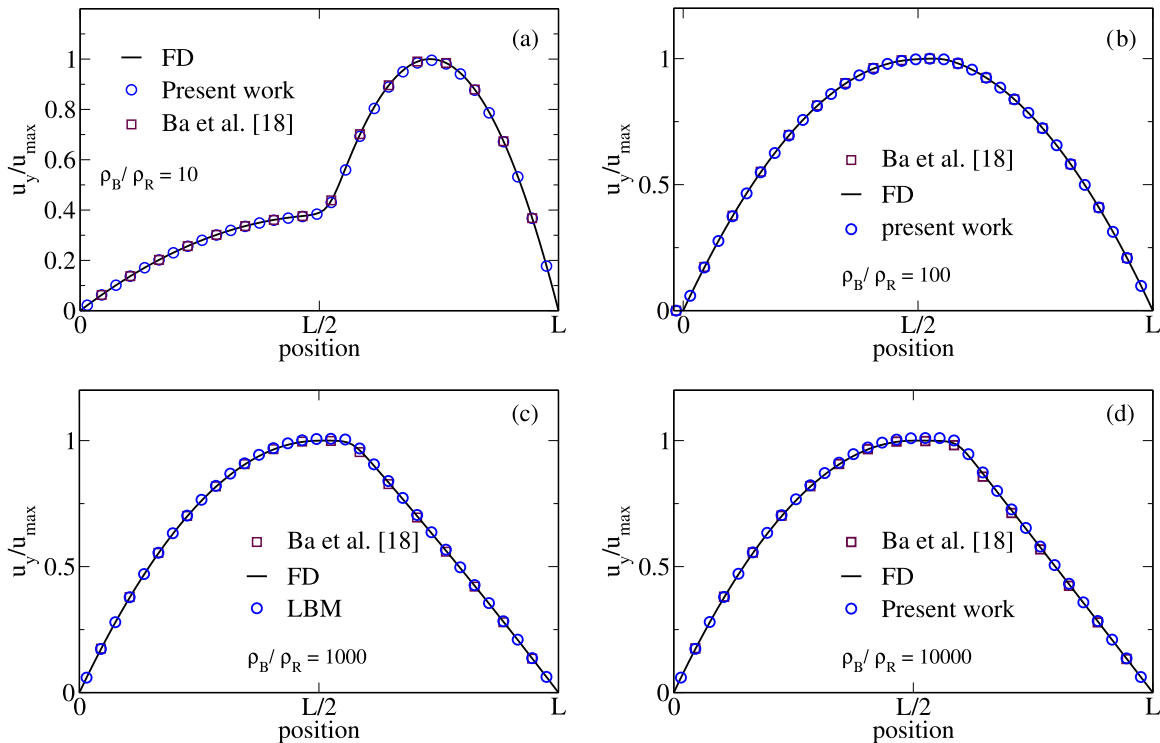 (a)
FD
Present work
Ba et al. [18]
ρB/ ρR = 10
uy/umax
1
0.8
0.6
0.4
0.2
0
0
L/2
L
position
(b)
Ba et al. [18]
FD
present work
ρB/ ρR = 100
uy/umax
1
0.5
0
0
L/2
L
position
(c)
Ba et al. [18]
FD
LBM
ρB/ ρR = 1000
uy/umax
1
0.5
0
0
L/2
L
position
(d)
Ba et al. [18]
FD
Present work
ρB/ ρR = 10000
uy/umax
1
0.5
0
0
L/2
L
position